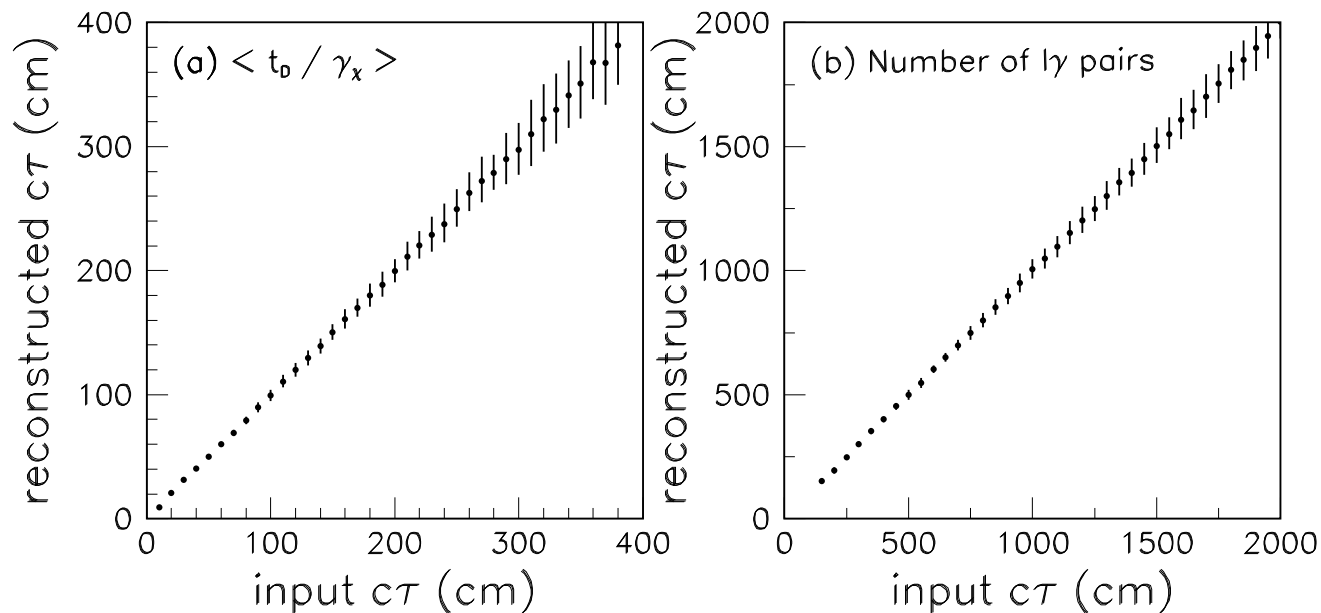 reconstructed cτ (cm)
400
300
200
100
0
(a) < t_D / γ_χ >
0 100 200 300 400
input cτ (cm)
reconstructed cτ (cm)
2000
1500
1000
500
0
(b) Number of lγ pairs
0 500 1000 1500 2000
input cτ (cm)